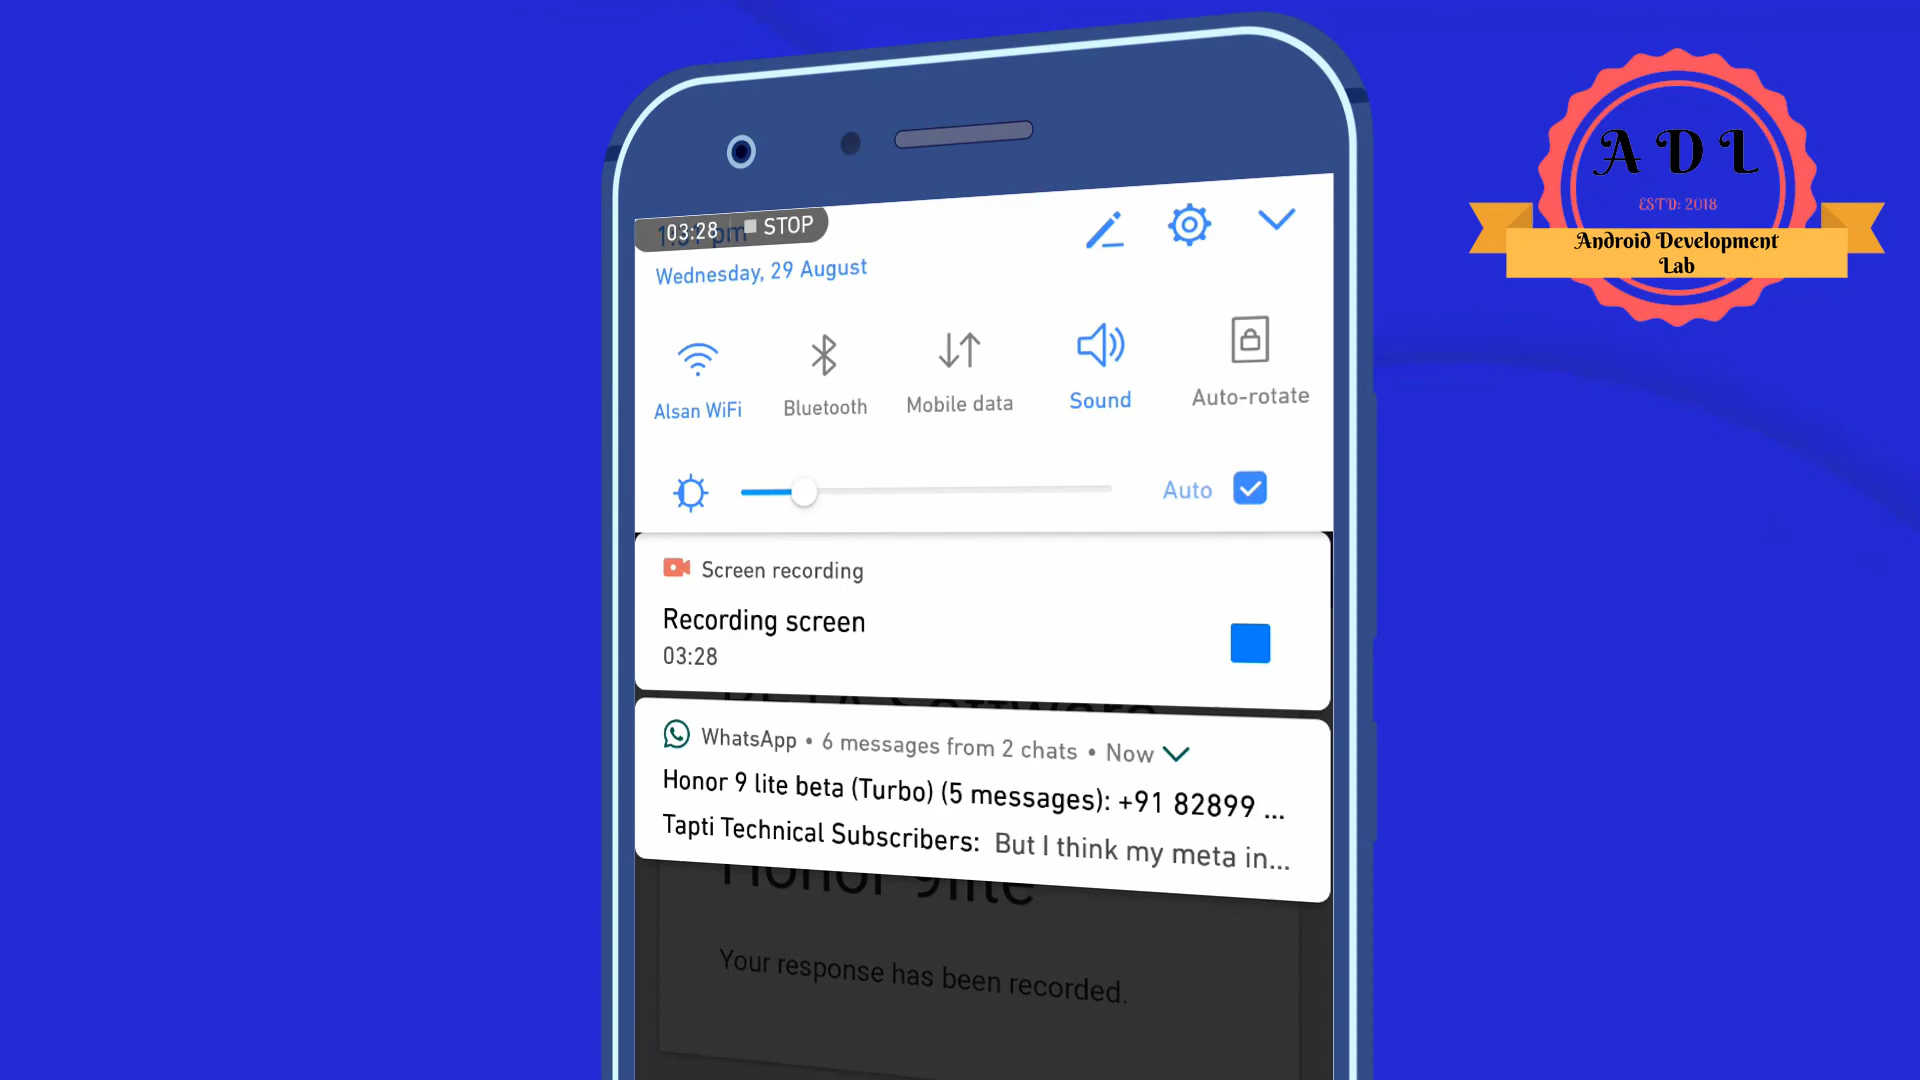 03:28 STOP
Wednesday, 29 August
Alsan WiFi
Bluetooth
Mobile data
Sound
Auto-rotate
Auto
Screen recording
Recording screen
03:28
WhatsApp • 6 messages from 2 chats • Now
Honor 9 lite beta (Turbo) (5 messages): +91 82899 ...
Tapti Technical Subscribers: But I think my meta in...
Honor 9lite
Your response has been recorded.
A D L
ESTD: 2018
Android Development
Lab